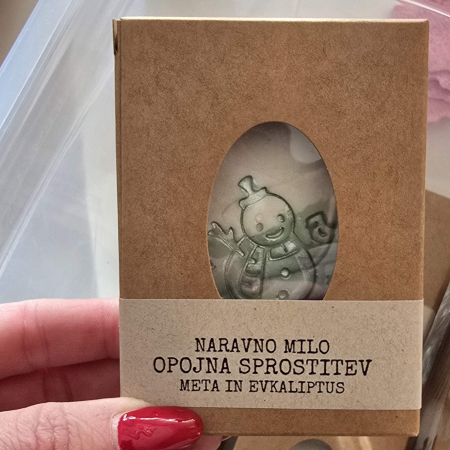 NARAVNO MILO
OPOJNA SPROSTITEV
META IN EVKALIPTUS